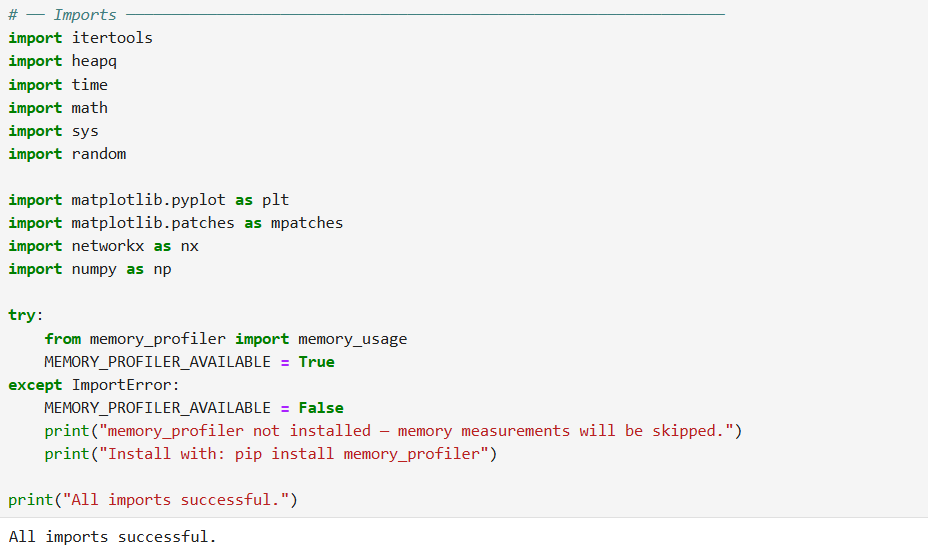 # ── Imports ──────────────────────────────────────────────────────────────────
import itertools
import heapq
import time
import math
import sys
import random
import matplotlib.pyplot as plt
import matplotlib.patches as mpatches
import networkx as nx
import numpy as np
try:
    from memory_profiler import memory_usage
    MEMORY_PROFILER_AVAILABLE = True
except ImportError:
    MEMORY_PROFILER_AVAILABLE = False
    print("memory_profiler not installed — memory measurements will be skipped.")
    print("Install with: pip install memory_profiler")
print("All imports successful.")
All imports successful.